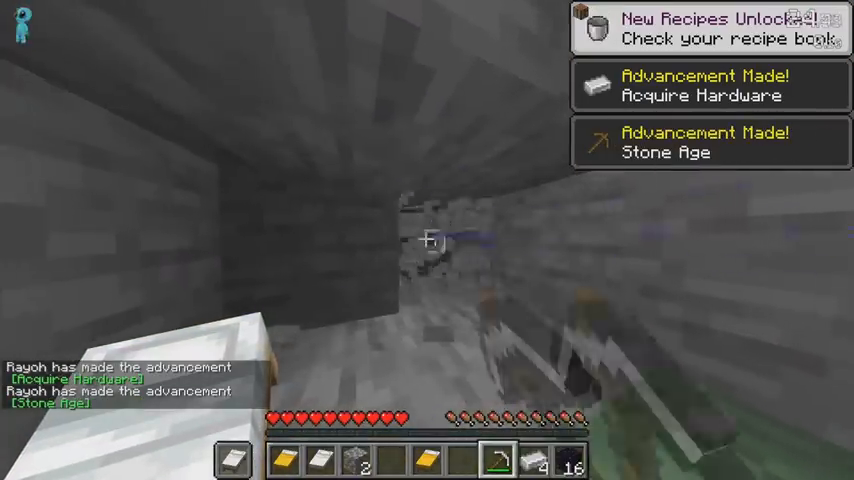 New Recipes Unlocked!
Check your recipe book
Advancement Made!
Acquire Hardware
Advancement Made!
Stone Age
Rayoh has made the advancement
[Acquire Hardware]
Rayoh has made the advancement
[Stone Age]
2
4
16